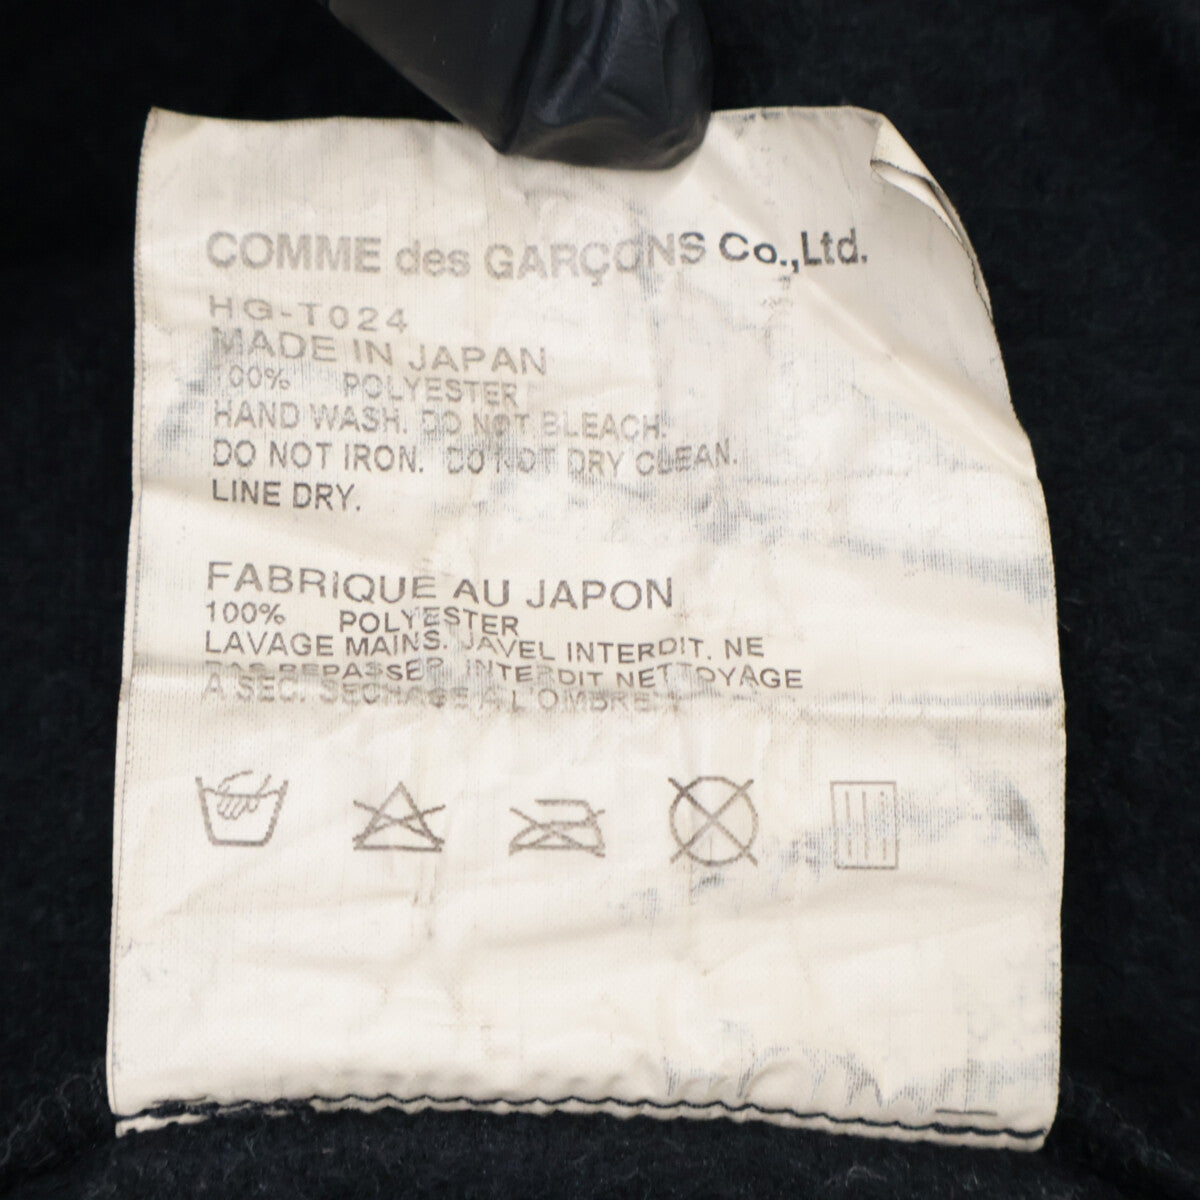 COMME des GARÇONS Co.,Ltd.
HG-T024
MADE IN JAPAN
100% POLYESTER
HAND WASH. DO NOT BLEACH.
DO NOT IRON. DO NOT DRY CLEAN.
LINE DRY.
FABRIQUE AU JAPON
100% POLYESTER
LAVAGE MAINS. JAVEL INTERDIT. NE
PAS REPASSER. INTERDIT NETTOYAGE
A SEC. SECHAGE A L'OMBRE.